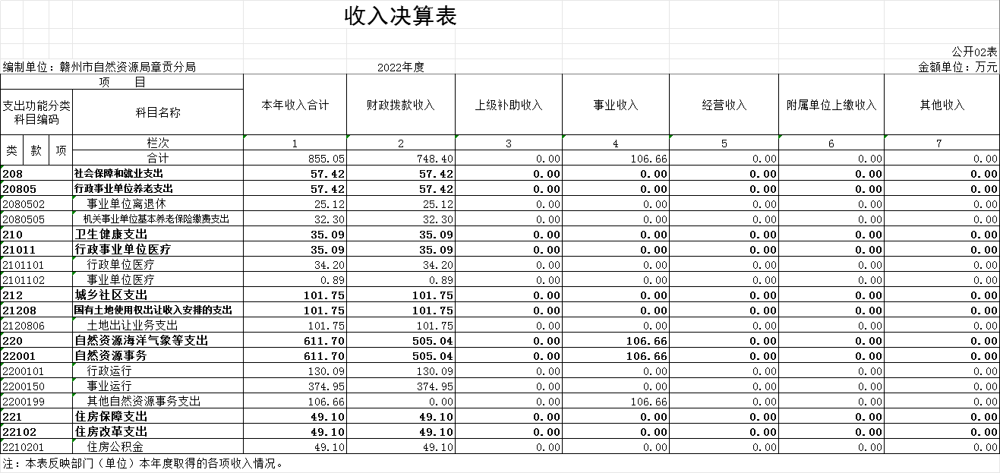 收入决算表
公开02表
编制单位：赣州市自然资源局章贡分局 2022年度 金额单位：万元
项 目 本年收入合计 财政拨款收入 上级补助收入 事业收入 经营收入 附属单位上缴收入 其他收入
支出功能分类科目编码 科目名称
类 款 项 栏次 1 2 3 4 5 6 7
合计 855.05 748.40 0.00 106.66 0.00 0.00 0.00
208 社会保障和就业支出 57.42 57.42 0.00 0.00 0.00 0.00 0.00
20805 行政事业单位养老支出 57.42 57.42 0.00 0.00 0.00 0.00 0.00
2080502 事业单位离退休 25.12 25.12 0.00 0.00 0.00 0.00 0.00
2080505 机关事业单位基本养老保险缴费支出 32.30 32.30 0.00 0.00 0.00 0.00 0.00
210 卫生健康支出 35.09 35.09 0.00 0.00 0.00 0.00 0.00
21011 行政事业单位医疗 35.09 35.09 0.00 0.00 0.00 0.00 0.00
2101101 行政单位医疗 34.20 34.20 0.00 0.00 0.00 0.00 0.00
2101102 事业单位医疗 0.89 0.89 0.00 0.00 0.00 0.00 0.00
212 城乡社区支出 101.75 101.75 0.00 0.00 0.00 0.00 0.00
21208 国有土地使用权出让收入安排的支出 101.75 101.75 0.00 0.00 0.00 0.00 0.00
2120806 土地出让业务支出 101.75 101.75 0.00 0.00 0.00 0.00 0.00
220 自然资源海洋气象等支出 611.70 505.04 0.00 106.66 0.00 0.00 0.00
22001 自然资源事务 611.70 505.04 0.00 106.66 0.00 0.00 0.00
2200101 行政运行 130.09 130.09 0.00 0.00 0.00 0.00 0.00
2200150 事业运行 374.95 374.95 0.00 0.00 0.00 0.00 0.00
2200199 其他自然资源事务支出 106.66 0.00 0.00 106.66 0.00 0.00 0.00
221 住房保障支出 49.10 49.10 0.00 0.00 0.00 0.00 0.00
22102 住房改革支出 49.10 49.10 0.00 0.00 0.00 0.00 0.00
2210201 住房公积金 49.10 49.10 0.00 0.00 0.00 0.00 0.00
注：本表反映部门（单位）本年度取得的各项收入情况。